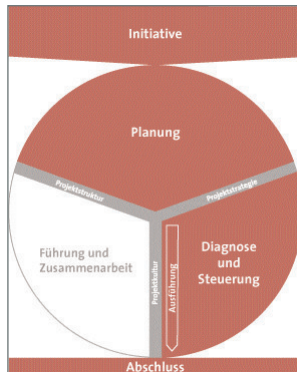 Initiative
Planung
Projektstruktur
Projektstrategie
Führung und
Zusammenarbeit
Projektkultur
Ausführung
Diagnose
und
Steuerung
Abschluss